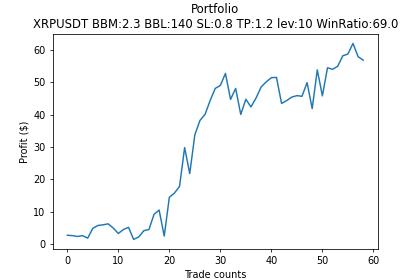 Portfolio
XRPUSDT BBM:2.3 BBL:140 SL:0.8 TP:1.2 lev:10 WinRatio:69.0
60
50
40
30
20
10
0
Profit ($)
0 10 20 30 40 50 60
Trade counts